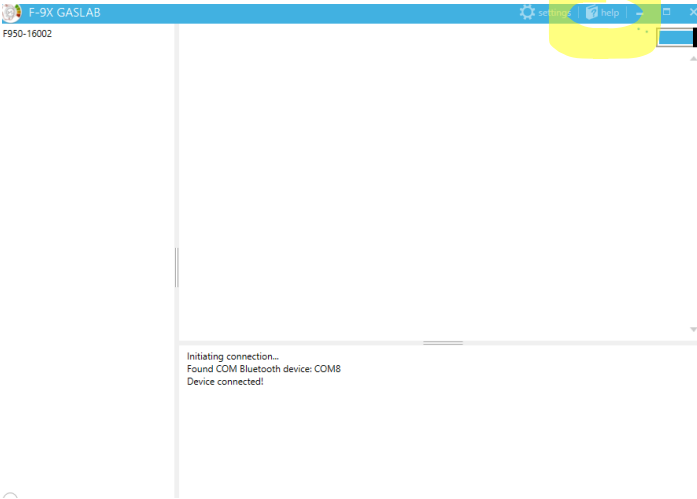 F-9X GASLAB
settings | help |
F950-16002
Initiating connection...
Found COM Bluetooth device: COM8
Device connected!